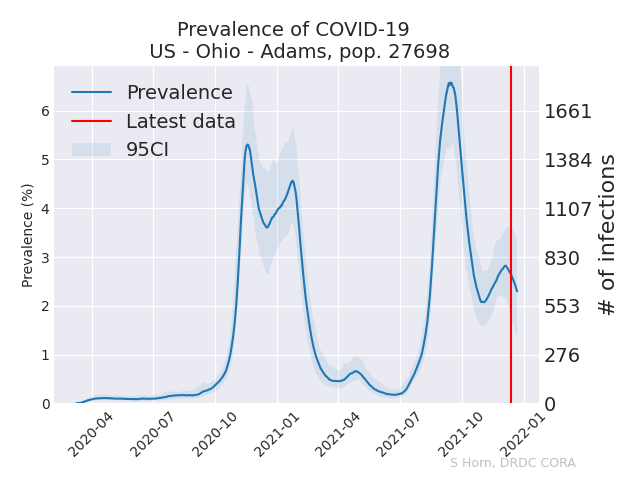 Prevalence of COVID-19
US - Ohio - Adams, pop. 27698
Prevalence
Latest data
95CI
Prevalence (%)
6
5
4
3
2
1
0
1661
1384
1107
830
553
276
0
# of infections
2020-04
2020-07
2020-10
2021-01
2021-04
2021-07
2021-10
2022-01
S Horn, DRDC CORA